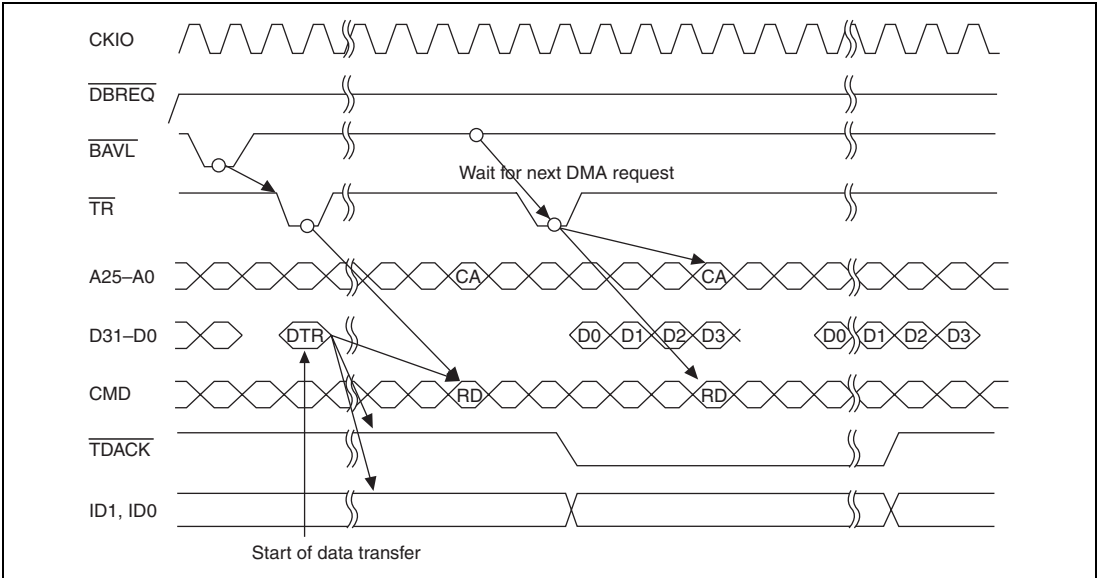 CKIO
DBREQ
BAVL
Wait for next DMA request
TR
A25–A0 CA CA
D31–D0 DTR D0 D1 D2 D3 D0 D1 D2 D3
CMD RD RD
TDACK
ID1, ID0
Start of data transfer